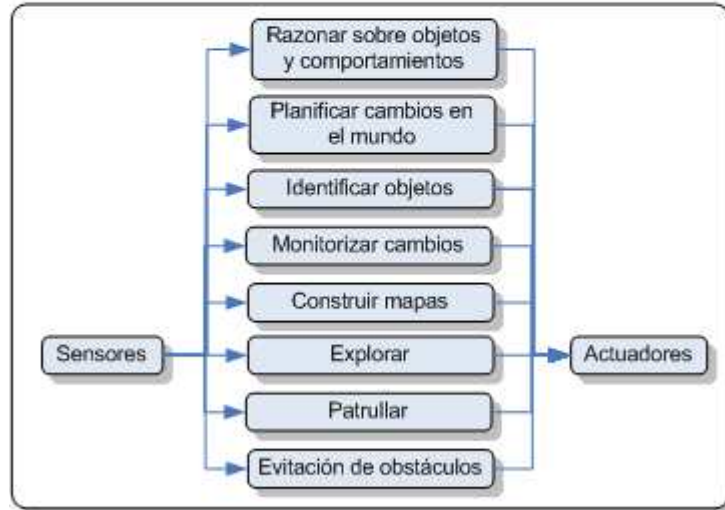 Razonar sobre objetos
y comportamientos
Planificar cambios en
el mundo
Identificar objetos
Monitorizar cambios
Construir mapas
Sensores
Explorar
Actuadores
Patrullar
Evitación de obstáculos